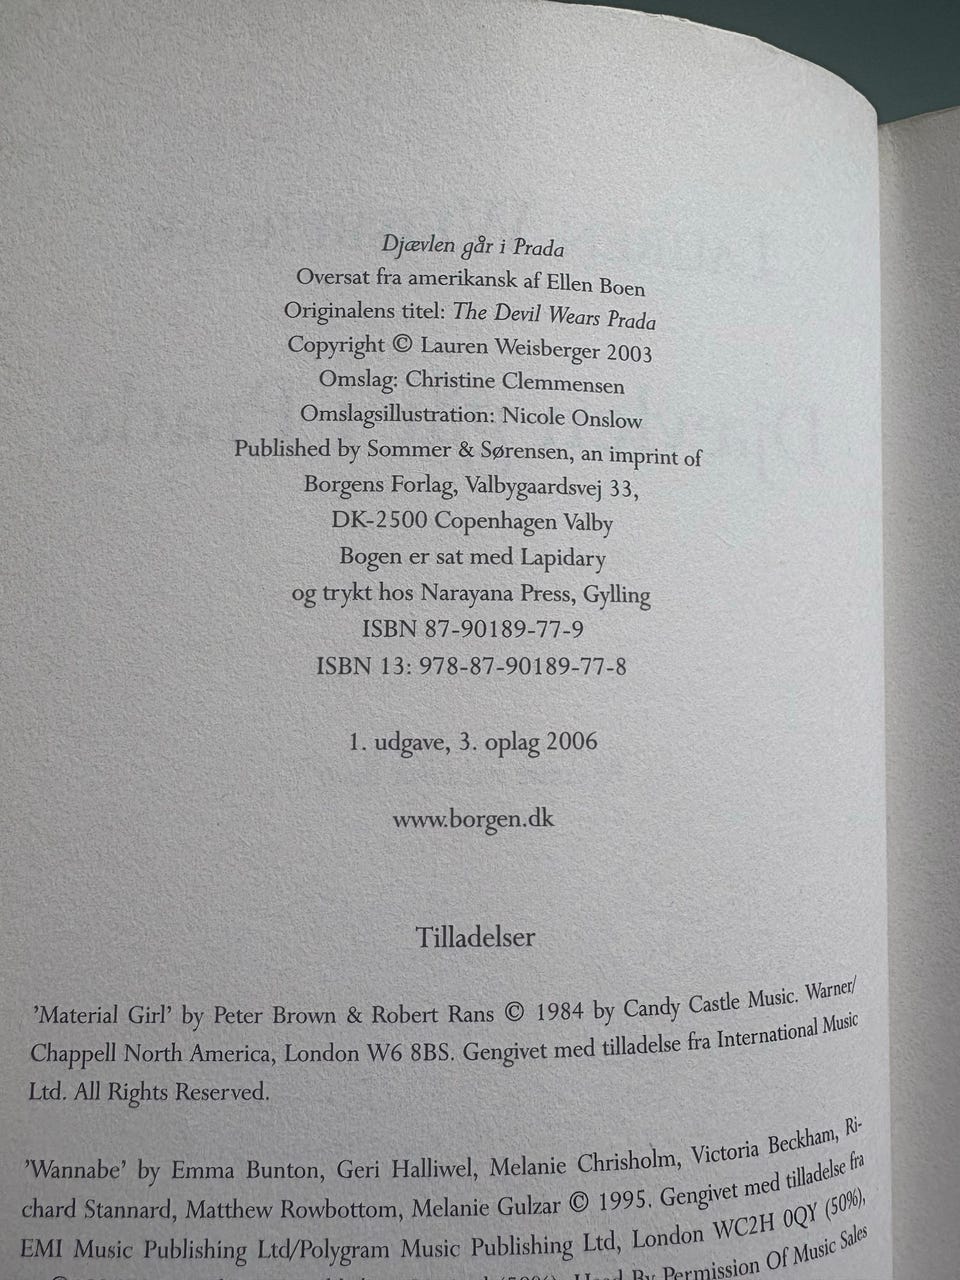 Djævlen går i Prada
Oversat fra amerikansk af Ellen Boen
Originalens titel: The Devil Wears Prada
Copyright © Lauren Weisberger 2003
Omslag: Christine Clemmensen
Omslagsillustration: Nicole Onslow
Published by Sommer & Sørensen, an imprint of
Borgens Forlag, Valbygaardsvej 33,
DK-2500 Copenhagen Valby
Bogen er sat med Lapidary
og trykt hos Narayana Press, Gylling
ISBN 87-90189-77-9
ISBN 13: 978-87-90189-77-8
1. udgave, 3. oplag 2006
www.borgen.dk
Tilladelser
'Material Girl' by Peter Brown & Robert Rans © 1984 by Candy Castle Music. Warner/
Chappell North America, London W6 8BS. Gengivet med tilladelse fra International Music
Ltd. All Rights Reserved.
'Wannabe' by Emma Bunton, Geri Halliwel, Melanie Chrisholm, Victoria Beckham, Ri-
chard Stannard, Matthew Rowbottom, Melanie Gulzar © 1995. Gengivet med tilladelse fra
EMI Music Publishing Ltd/Polygram Music Publishing Ltd, London WC2H 0QY (50%),
By Permission Of Music Sales